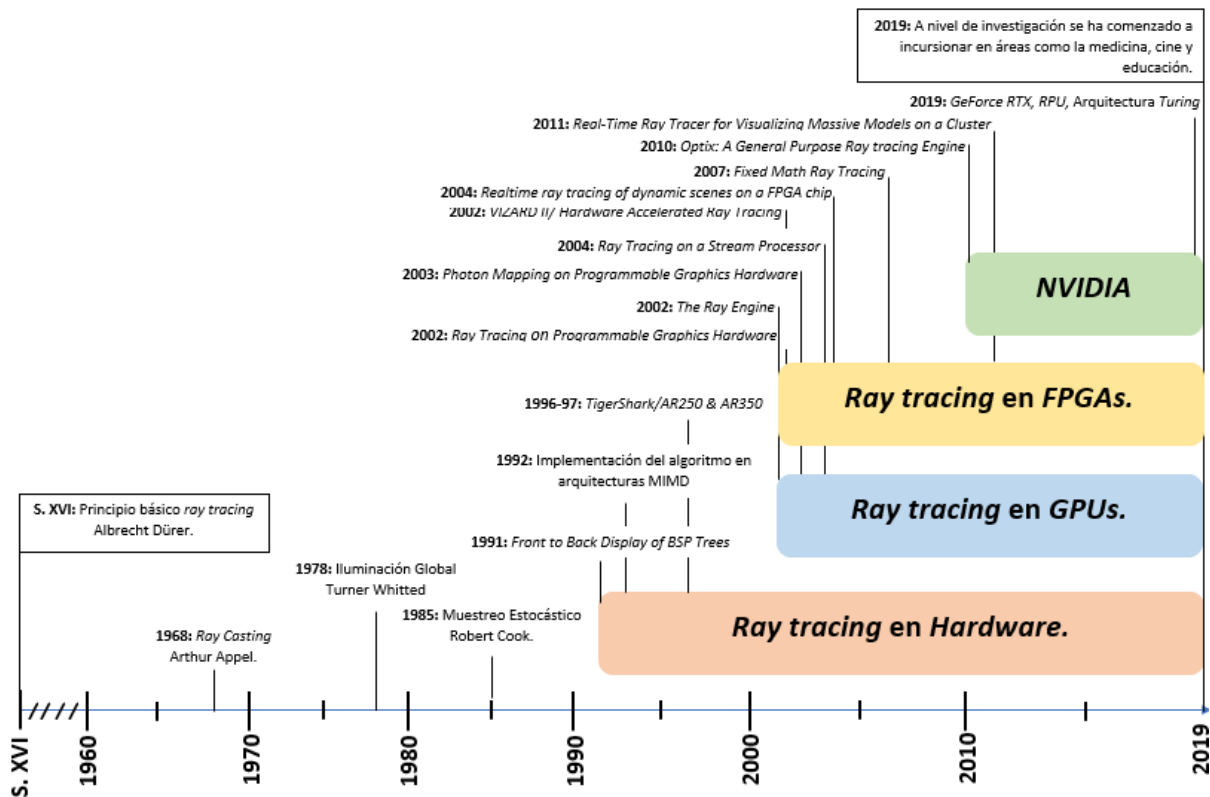 2019: A nivel de investigación se ha comenzado a
incursionar en áreas como la medicina, cine y
educación.
2019: GeForce RTX, RPU, Arquitectura Turing
2011: Real-Time Ray Tracer for Visualizing Massive Models on a Cluster
2010: Optix: A General Purpose Ray tracing Engine
2007: Fixed Math Ray Tracing
2004: Realtime ray tracing of dynamic scenes on a FPGA chip
2002: VIZARD II/ Hardware Accelerated Ray Tracing
2004: Ray Tracing on a Stream Processor
2003: Photon Mapping on Programmable Graphics Hardware
NVIDIA
2002: The Ray Engine
2002: Ray Tracing on Programmable Graphics Hardware
1996-97: TigerShark/AR250 & AR350
Ray tracing en FPGAs.
1992: Implementación del algoritmo en
arquitecturas MIMD
S. XVI: Principio básico ray tracing
Albrecht Dürer.
Ray tracing en GPUs.
1991: Front to Back Display of BSP Trees
1978: Iluminación Global
Turner Whitted
1985: Muestreo Estocástico
Robert Cook.
Ray tracing en Hardware.
1968: Ray Casting
Arthur Appel.
S. XVI
1960
1970
1980
1990
2000
2010
2019